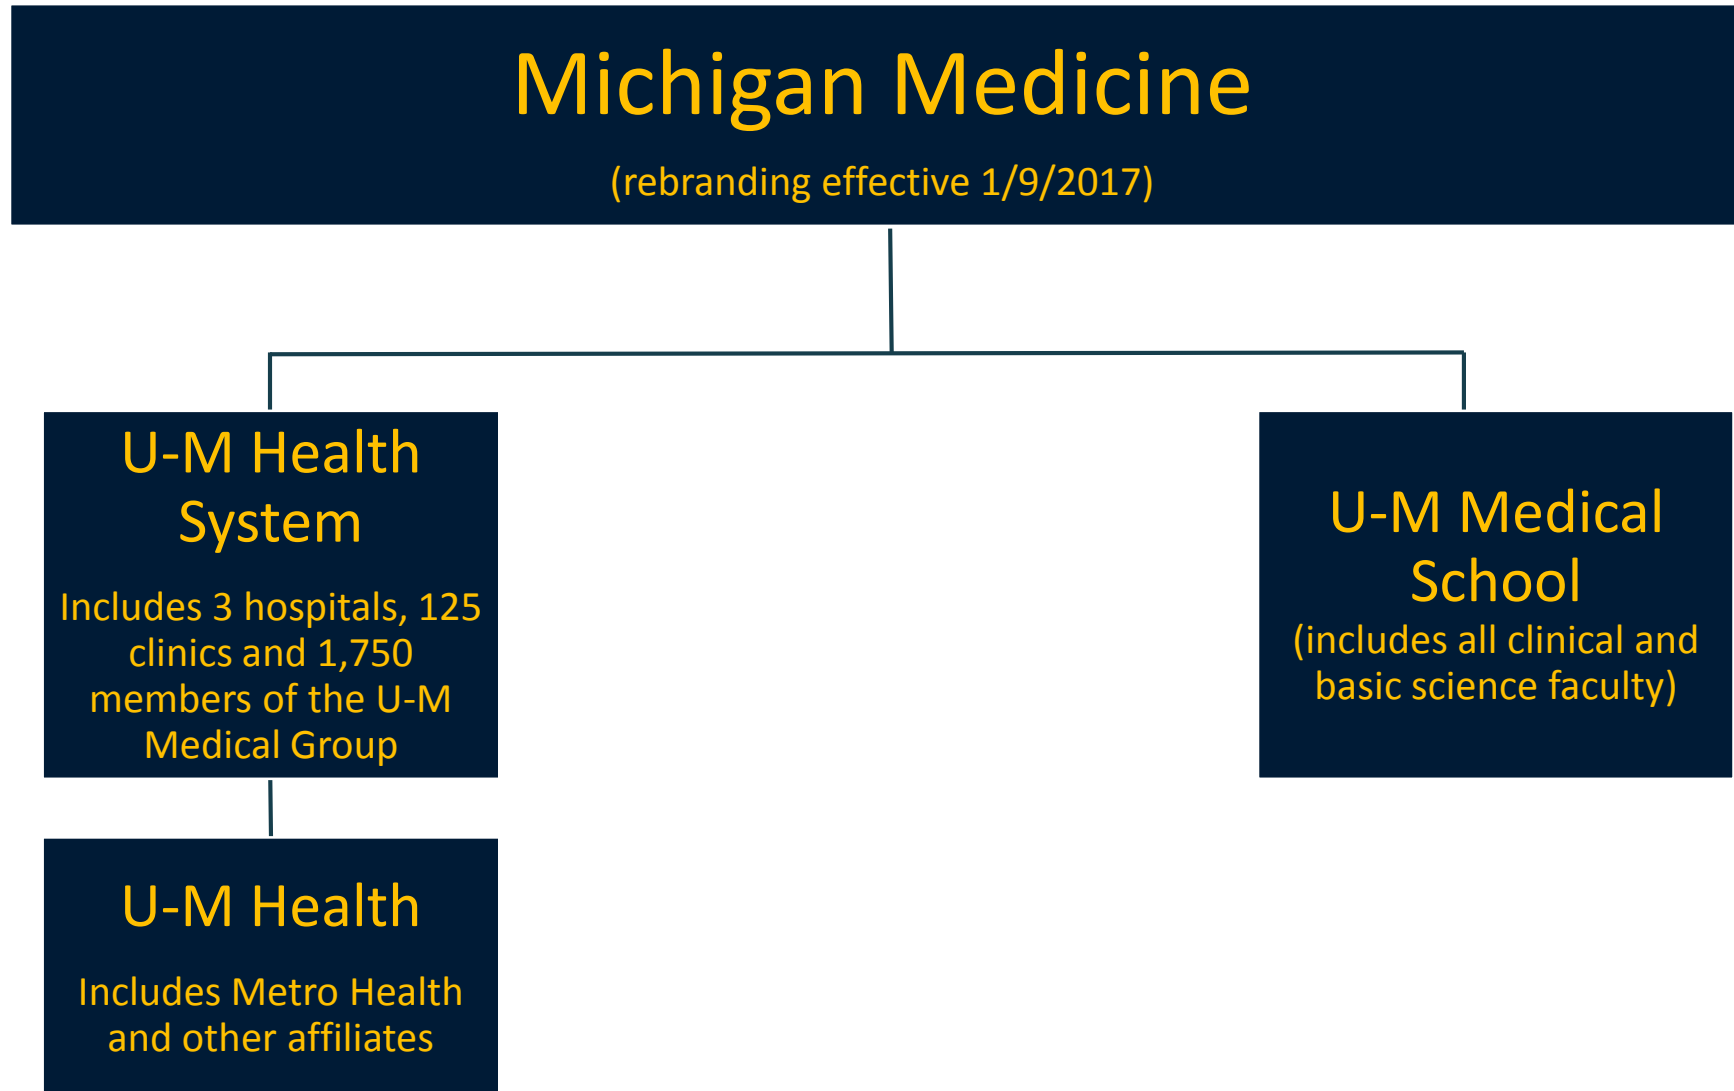 Michigan Medicine
(rebranding effective 1/9/2017)
U-M Health
System
Includes 3 hospitals, 125
clinics and 1,750
members of the U-M
Medical Group
U-M Medical
School
(includes all clinical and
basic science faculty)
U-M Health
Includes Metro Health
and other affiliates